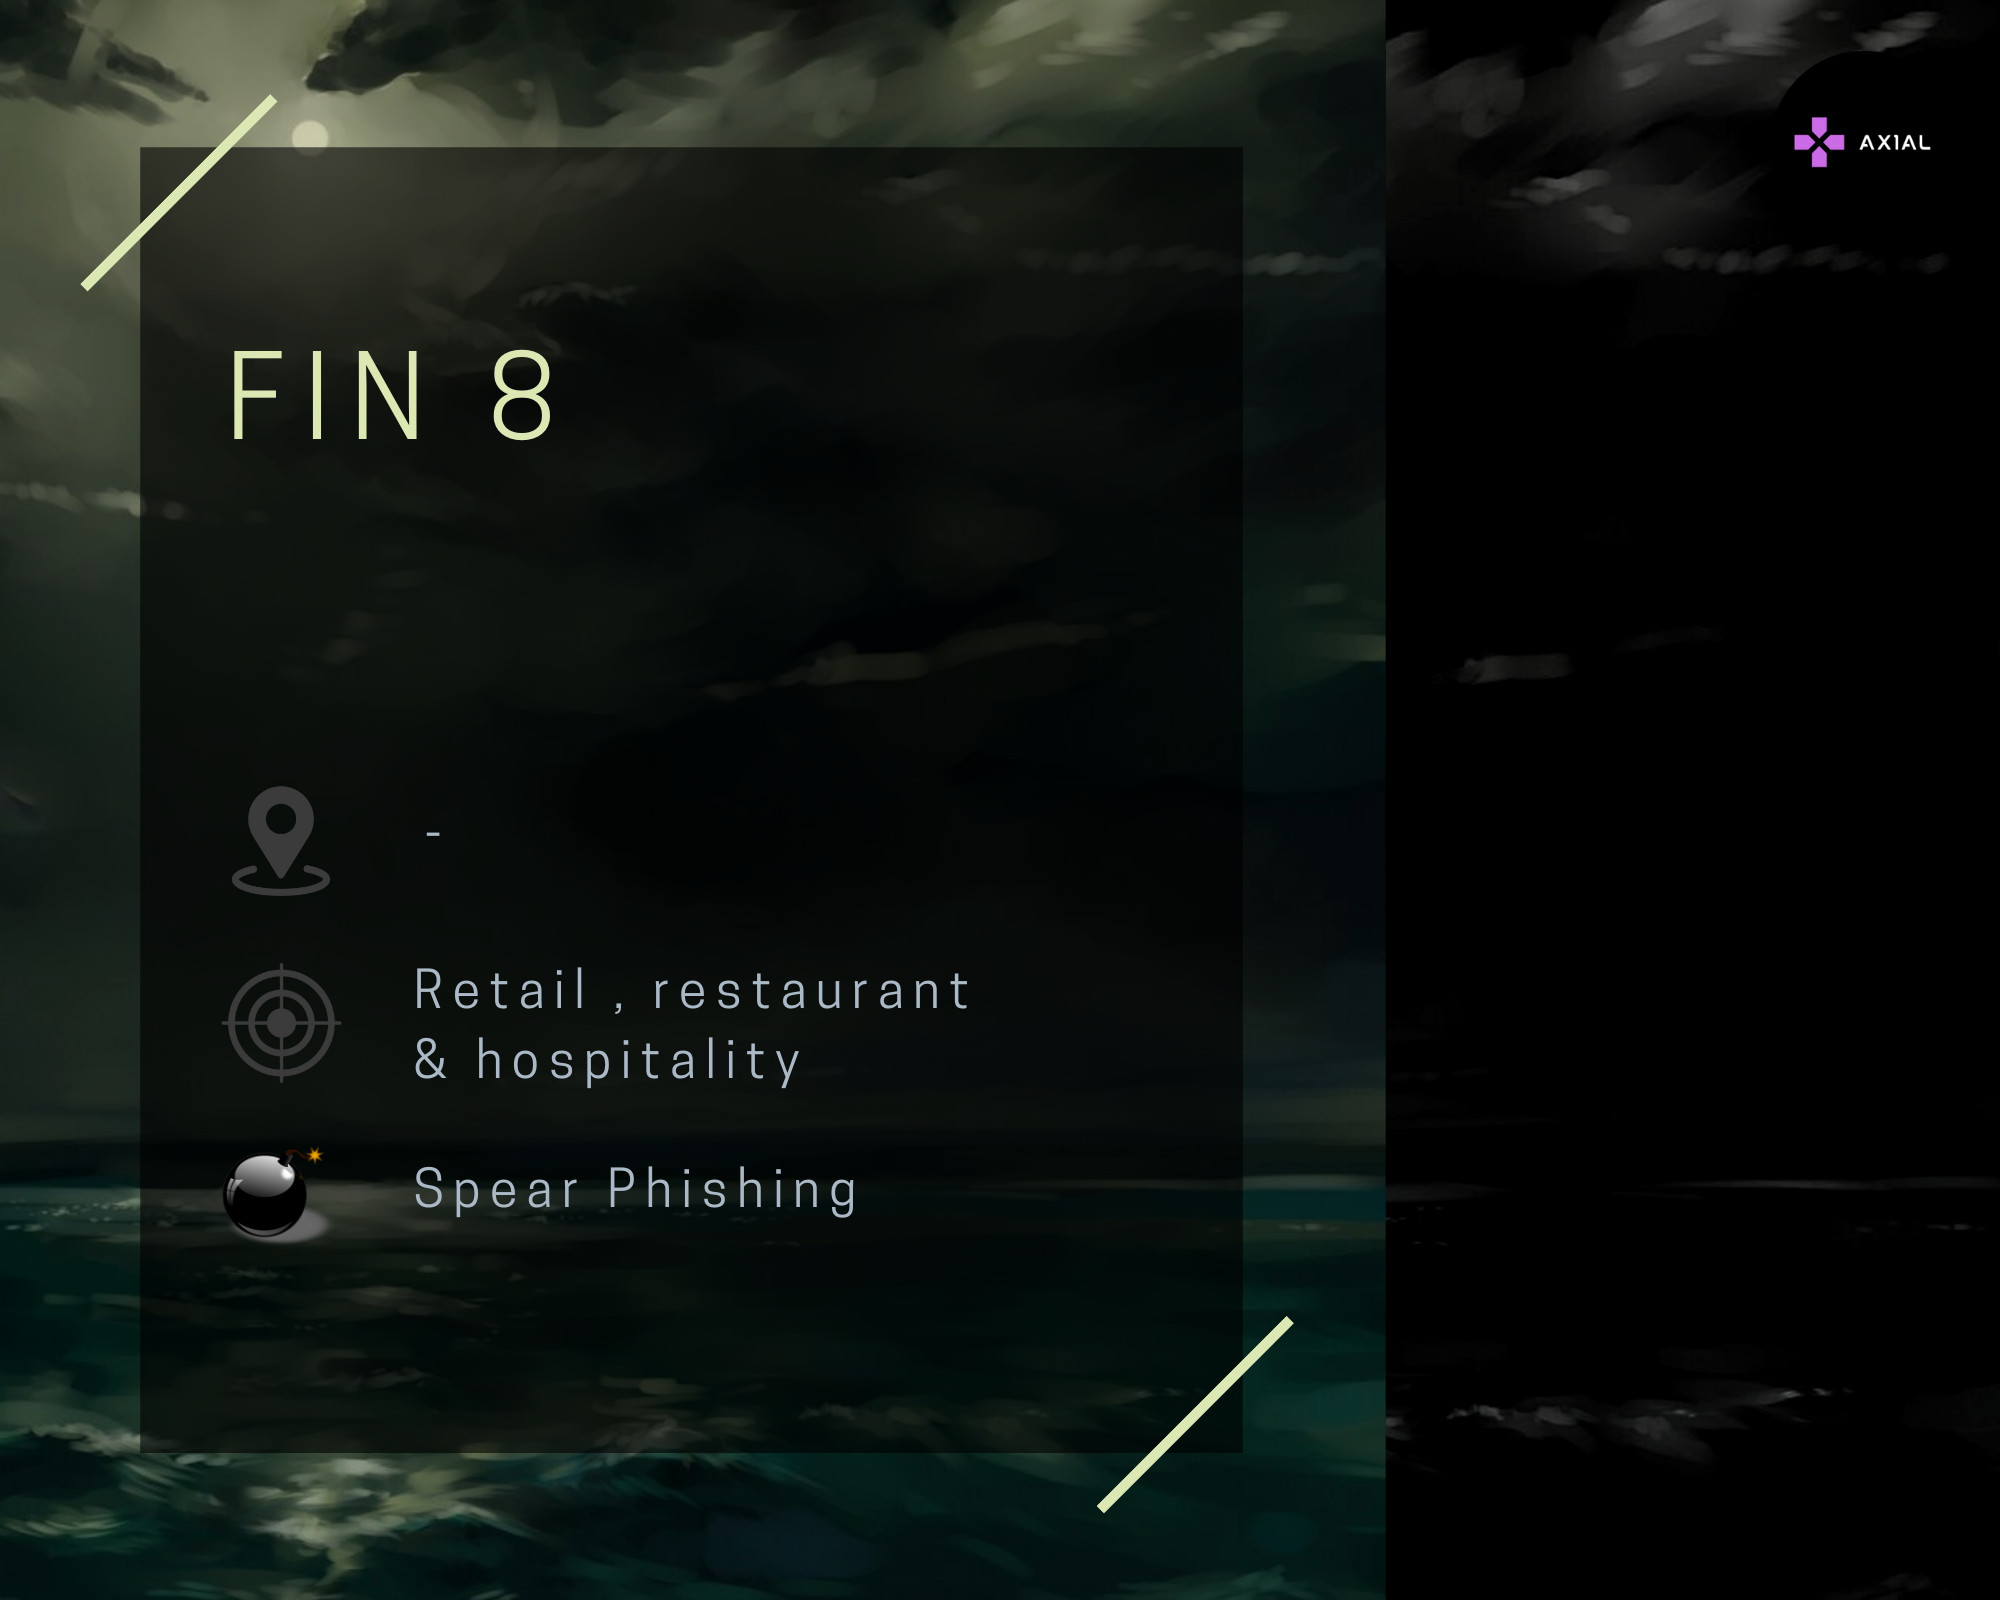 AXIAL
FIN 8
-
Retail , restaurant
& hospitality
Spear Phishing